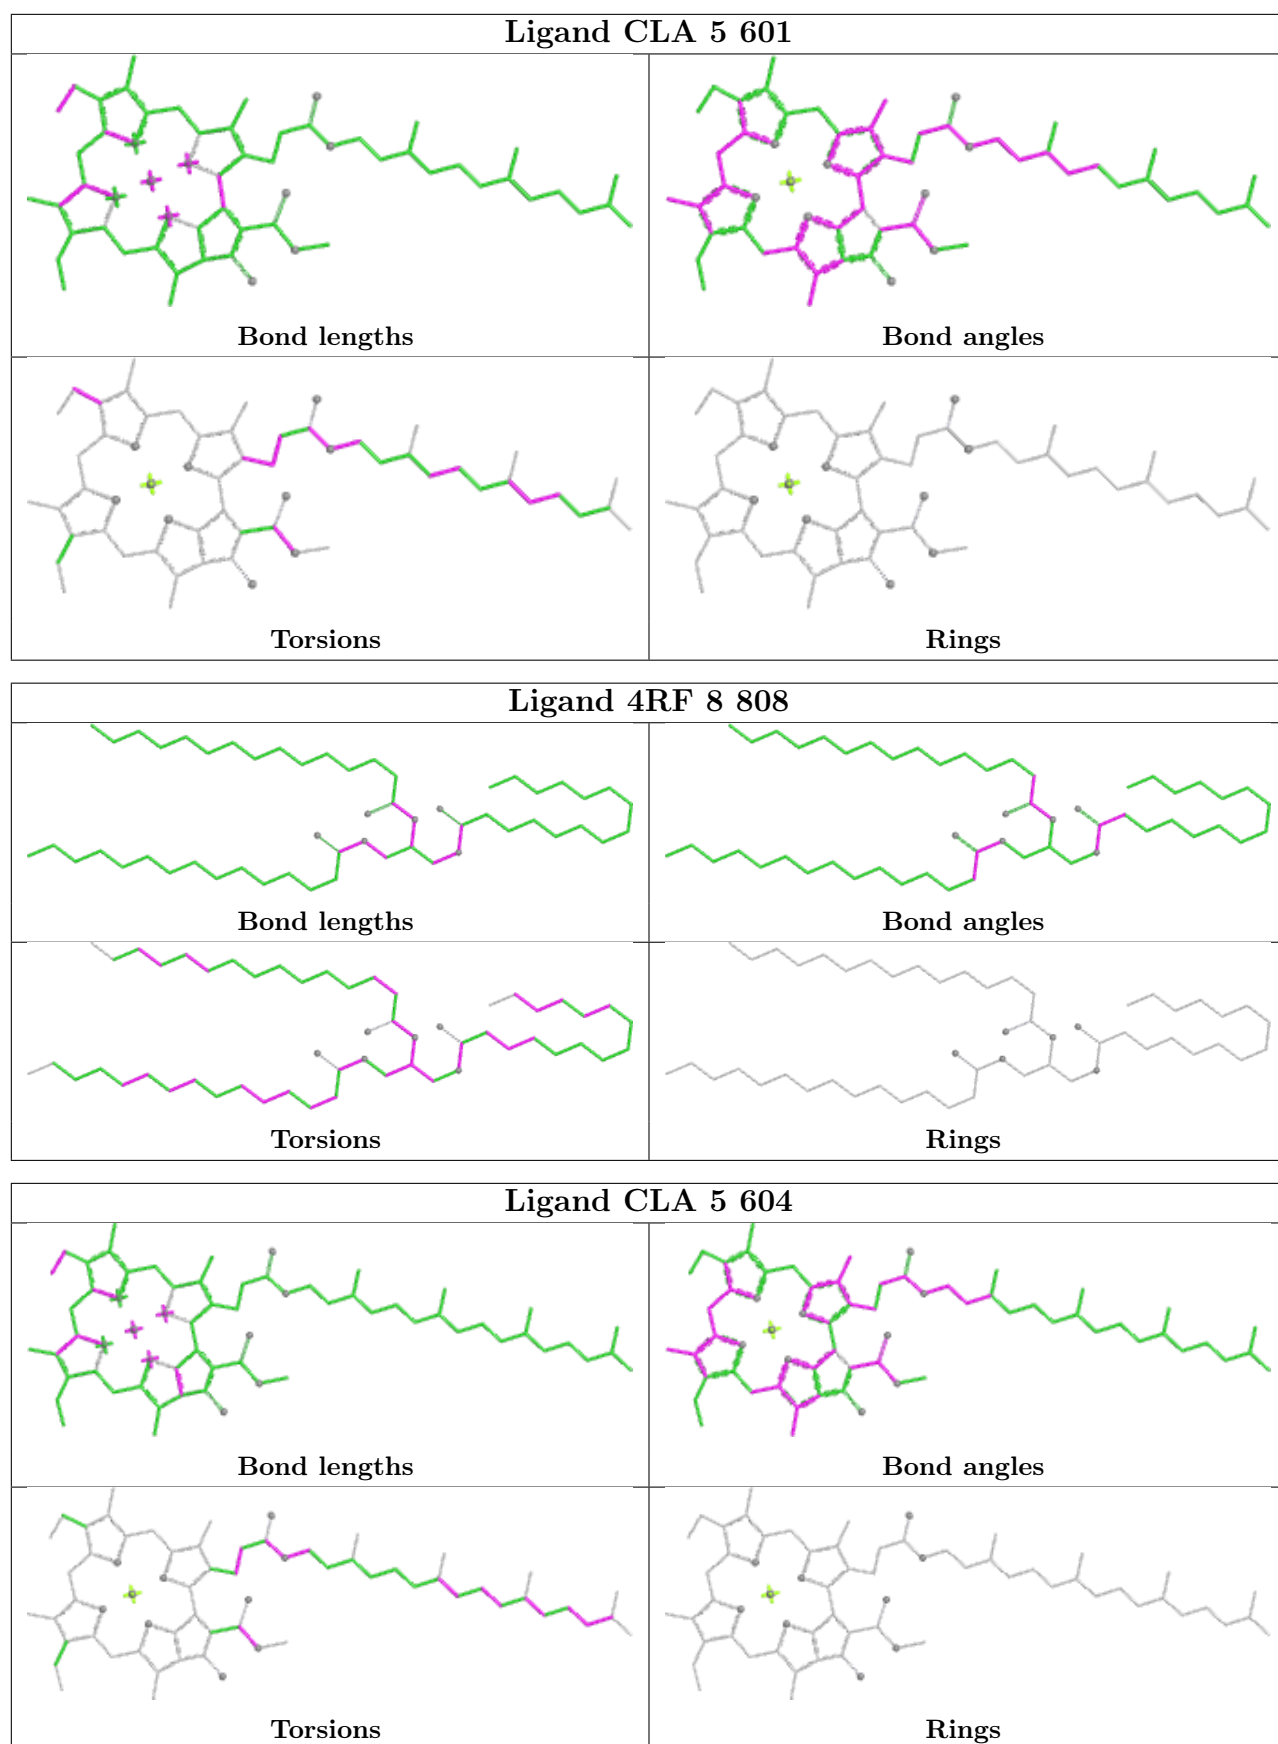 Ligand CLA 5 601
Bond lengths
Bond angles
Torsions
Rings
Ligand 4RF 8 808
Bond lengths
Bond angles
Torsions
Rings
Ligand CLA 5 604
Bond lengths
Bond angles
Torsions
Rings